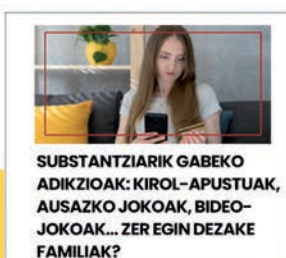 SUBSTANTZIARIK GABEKO
ADIKZIOAK: KIROL-APUSTUAK,
AUSAZKO JOKOAK, BIDEO-
JOKOAK... ZER EGIN DEZAKE
FAMILIAK?